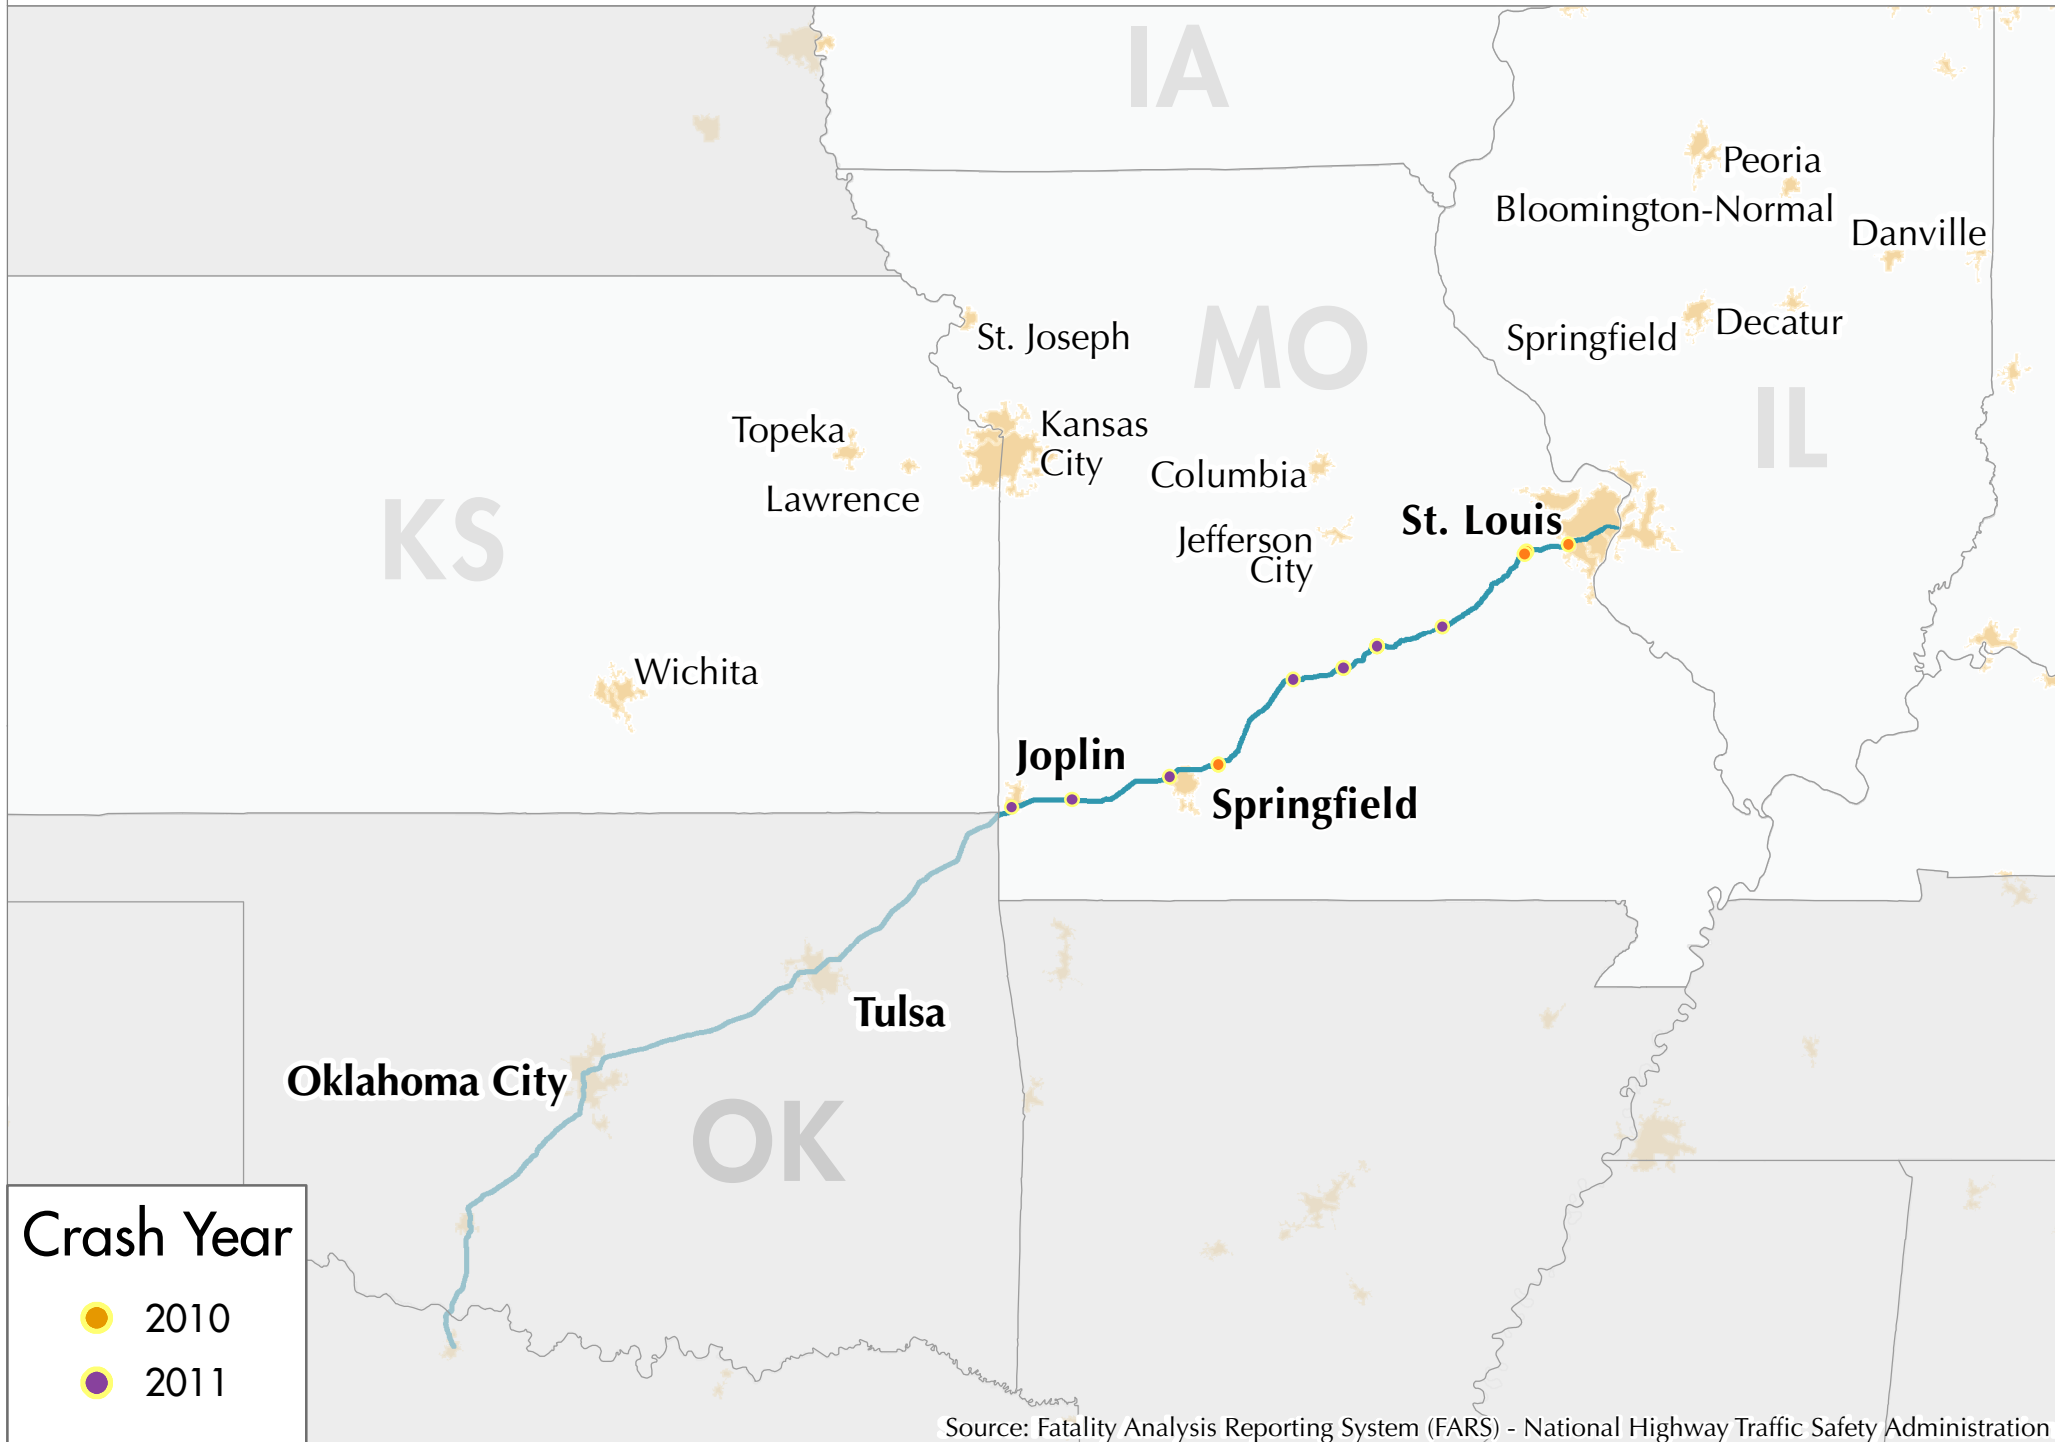 IA
Peoria
Bloomington-Normal
Danville
St. Joseph
MO
Springfield
Decatur
Topeka
Kansas
City
Lawrence
Columbia
IL
KS
St. Louis
Jefferson
City
Wichita
Joplin
Springfield
Tulsa
Oklahoma City
OK
Crash Year
2010
2011
Source: Fatality Analysis Reporting System (FARS) - National Highway Traffic Safety Administration